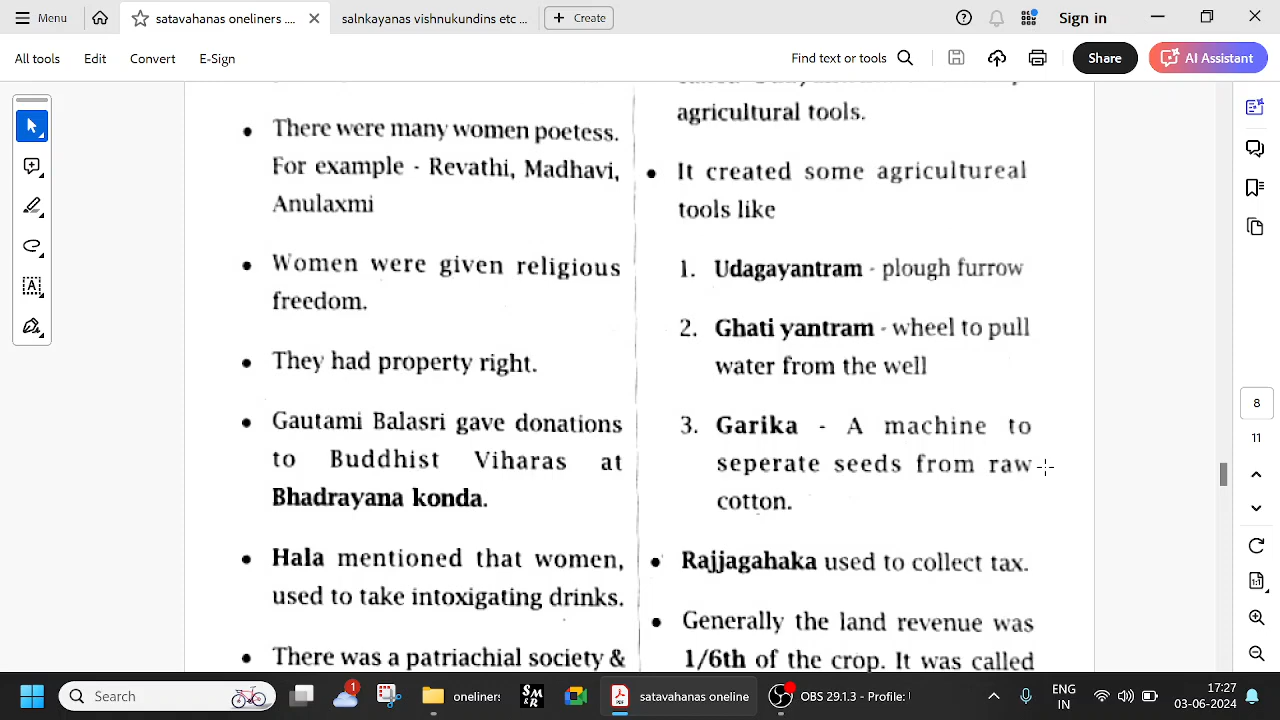 Menu
satavahanas oneliners ....
salnkayanas vishnukundins etc ...
Create
Sign in
All tools
Edit
Convert
E-Sign
Find text or tools
Share
AI Assistant
• There were many women poetess.
For example - Revathi, Madhavi,
Anulaxmi
• Women were given religious
freedom.
• They had property right.
• Gautami Balasri gave donations
to Buddhist Viharas at
Bhadrayana konda.
• Hala mentioned that women,
used to take intoxigating drinks.
• There was a patriachial society &
agricultural tools.
• It created some agricultureal
tools like
1. Udagayantram - plough furrow
2. Ghati yantram - wheel to pull
water from the well
3. Garika - A machine to
seperate seeds from raw
cotton.
• Rajjagahaka used to collect tax.
• Generally the land revenue was
1/6th of the crop. It was called
8
11
1:1
Search
1
oneliners
SM
&R
satavahanas oneline
OBS 29.1.3 - Profile:
ENG
IN
17:27
03-06-2024